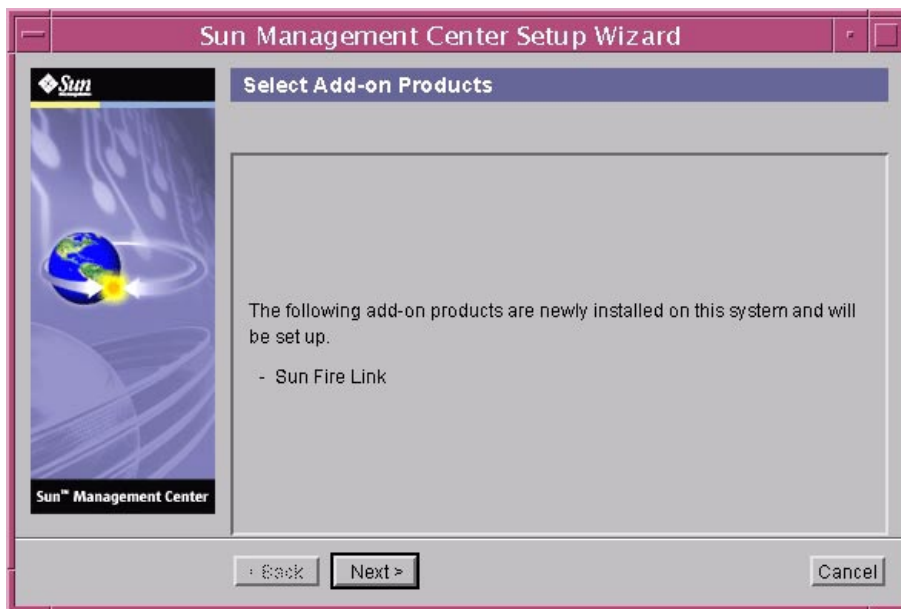 Sun Management Center Setup Wizard
Sun
Select Add-on Products
The following add-on products are newly installed on this system and will
be set up.
- Sun Fire Link
Sun™ Management Center
< Back
Next >
Cancel